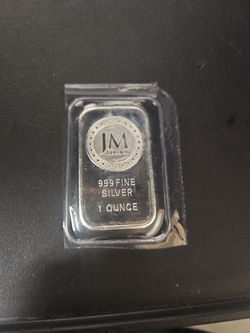 JM
999 FINE
SILVER
1 OUNCE